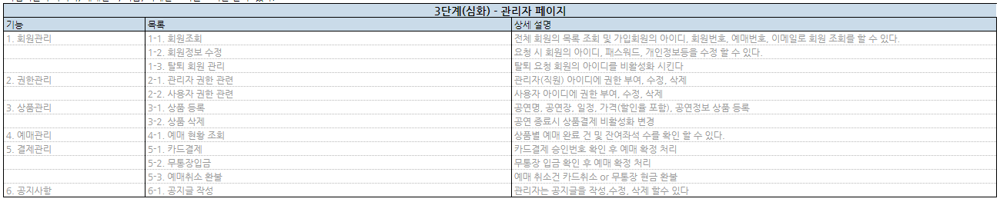 3단계(심화) - 관리자 페이지
기능 목록 상세 설명
1. 회원관리 1-1. 회원조회 전체 회원의 목록 조회 및 가입회원의 아이디, 회원번호, 예매번호, 이메일로 회원 조회를 할 수 있다.
1-2. 회원정보 수정 요청 시 회원의 아이디, 패스워드, 개인정보등을 수정 할 수 있다.
1-3. 탈퇴 회원 관리 탈퇴 요청 회원의 아이디를 비활성화 시킨다
2. 권한관리 2-1. 관리자 권한 관련 관리자(직원) 아이디에 권한 부여, 수정, 삭제
2-2. 사용자 권한 관련 사용자 아이디에 권한 부여, 수정, 삭제
3. 상품관리 3-1. 상품 등록 공연명, 공연장, 일정, 가격(할인율 포함), 공연정보 상품 등록
3-2. 상품 삭제 공연 종료시 상품결제 비활성화 변경
4. 예매관리 4-1. 예매 현황 조회 상품별 예매 완료 건 및 잔여좌석 수를 확인 할 수 있다.
5. 결제관리 5-1. 카드결제 카드결제 승인번호 확인 후 예매 확정 처리
5-2. 무통장입금 무통장 입금 확인 후 예매 확정 처리
5-3. 예매취소 환불 예매 취소건 카드취소 or 무통장 현금 환불
6. 공지사항 6-1. 공지글 작성 관리자는 공지글을 작성,수정, 삭제 할수 있다